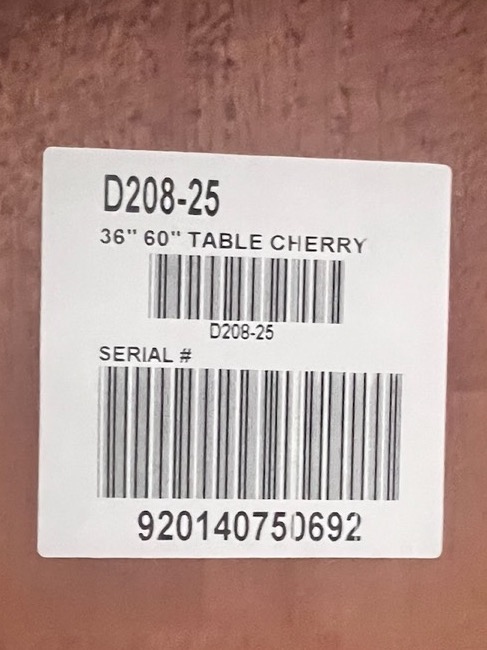 D208-25
36" 60" TABLE CHERRY
D208-25
SERIAL #
920140750692